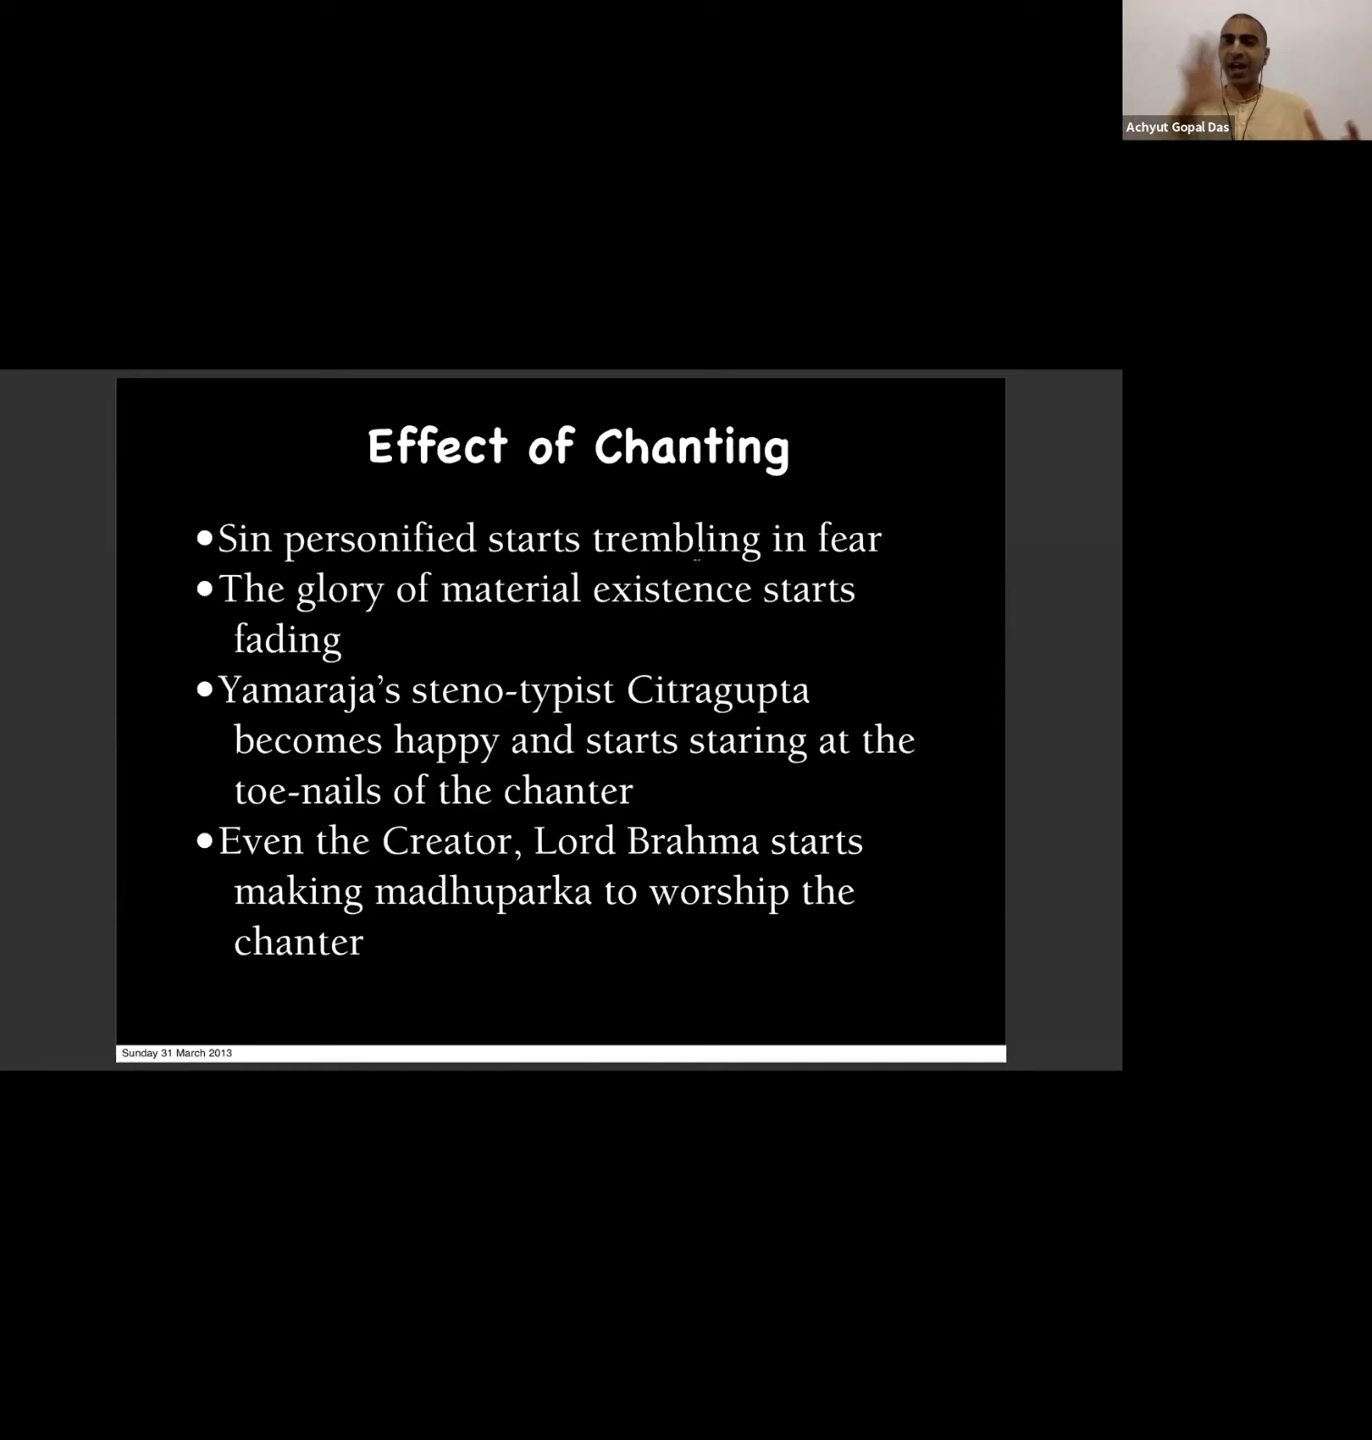 Achyut Gopal Das
Effect of Chanting
•Sin personified starts trembling in fear
•The glory of material existence starts
fading
•Yamaraja’s steno-typist Citragupta
becomes happy and starts staring at the
toe-nails of the chanter
•Even the Creator, Lord Brahma starts
making madhuparka to worship the
chanter
Sunday 31 March 2013